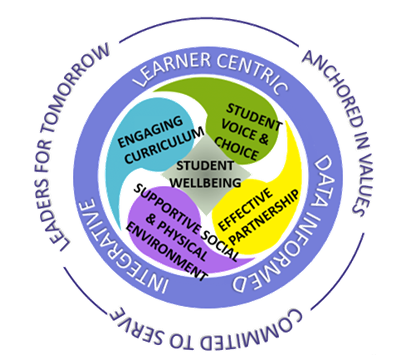 LEADERS FOR TOMORROW
ANCHORED IN VALUES
COMMITED TO SERVE
LEARNER CENTRIC
DATA INFORMED
INTEGRATIVE
ENGAGING
CURRICULUM
STUDENT
VOICE &
CHOICE
STUDENT
WELLBEING
EFFECTIVE
PARTNERSHIP
SUPPORTIVE SOCIAL
& PHYSICAL
ENVIRONMENT